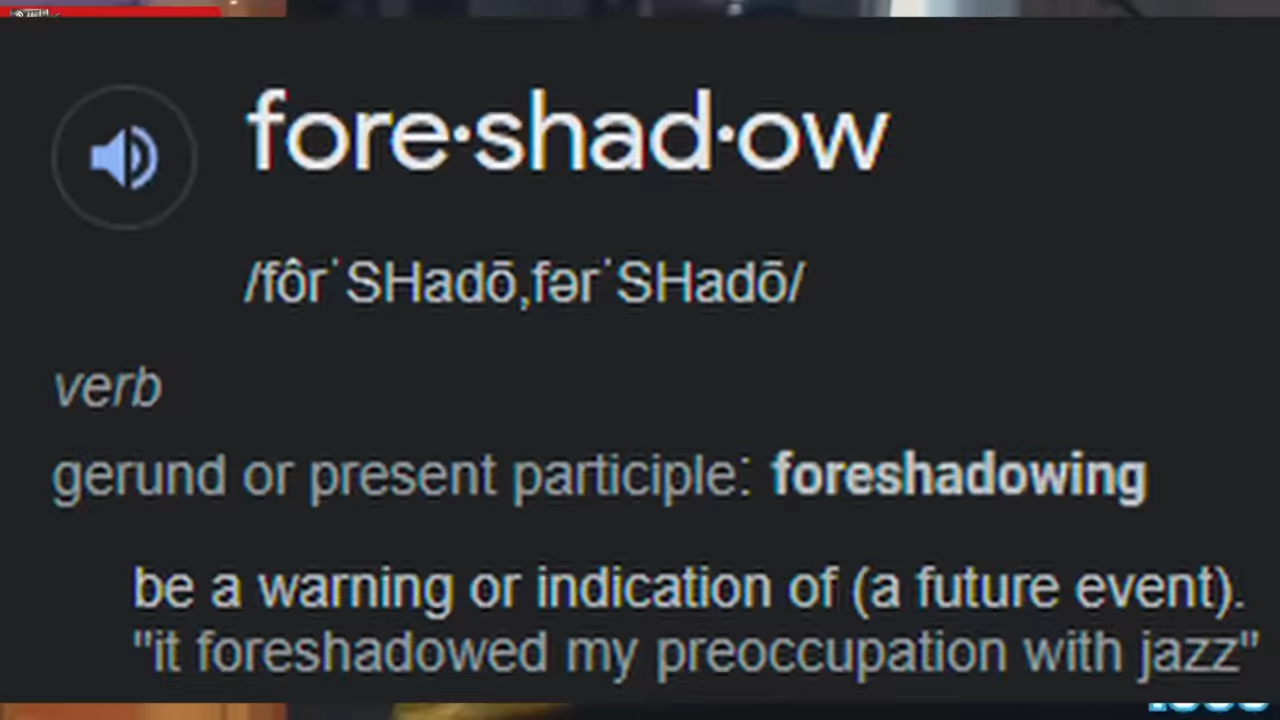 fore·shad·ow
/fôrˈSHadō,fərˈSHadō/
verb
gerund or present participle: foreshadowing
be a warning or indication of (a future event).
"it foreshadowed my preoccupation with jazz"